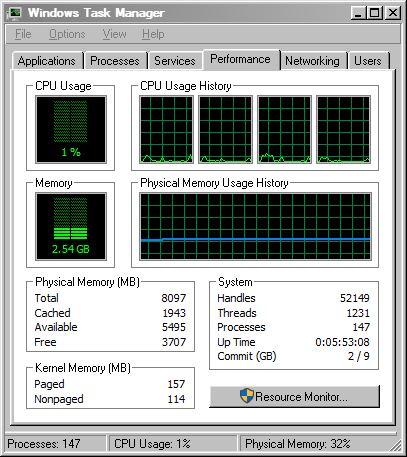 Windows Task Manager
File Options View Help
Applications Processes Services Performance Networking Users
CPU Usage
1 %
CPU Usage History
Memory
2.54 GB
Physical Memory Usage History
Physical Memory (MB)
Total 8097
Cached 1943
Available 5495
Free 3707
System
Handles 52149
Threads 1231
Processes 147
Up Time 0:05:53:08
Commit (GB) 2 / 9
Kernel Memory (MB)
Paged 157
Nonpaged 114
Resource Monitor...
Processes: 147 CPU Usage: 1% Physical Memory: 32%